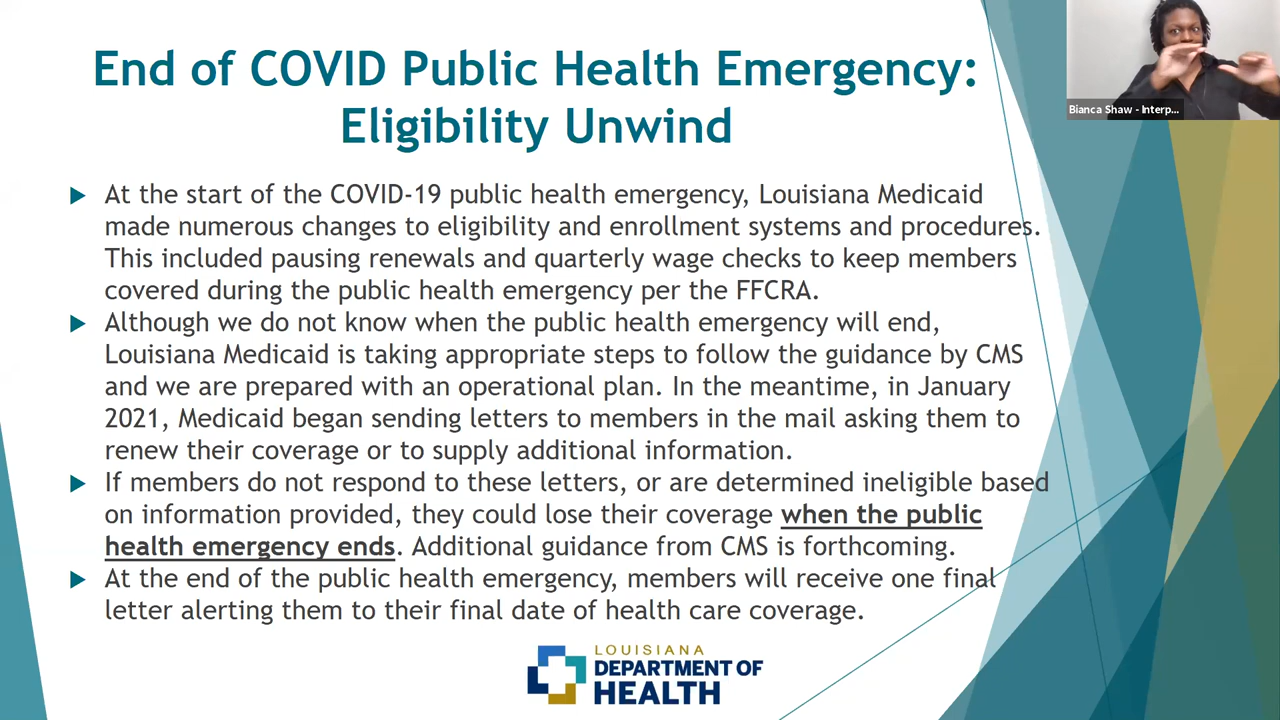 End of COVID Public Health Emergency:
Eligibility Unwind
Bianca Shaw - Interp...
At the start of the COVID-19 public health emergency, Louisiana Medicaid
made numerous changes to eligibility and enrollment systems and procedures.
This included pausing renewals and quarterly wage checks to keep members
covered during the public health emergency per the FFCRA.
Although we do not know when the public health emergency will end,
Louisiana Medicaid is taking appropriate steps to follow the guidance by CMS
and we are prepared with an operational plan. In the meantime, in January
2021, Medicaid began sending letters to members in the mail asking them to
renew their coverage or to supply additional information.
If members do not respond to these letters, or are determined ineligible based
on information provided, they could lose their coverage when the public
health emergency ends. Additional guidance from CMS is forthcoming.
At the end of the public health emergency, members will receive one final
letter alerting them to their final date of health care coverage.
LOUISIANA
DEPARTMENT OF
HEALTH